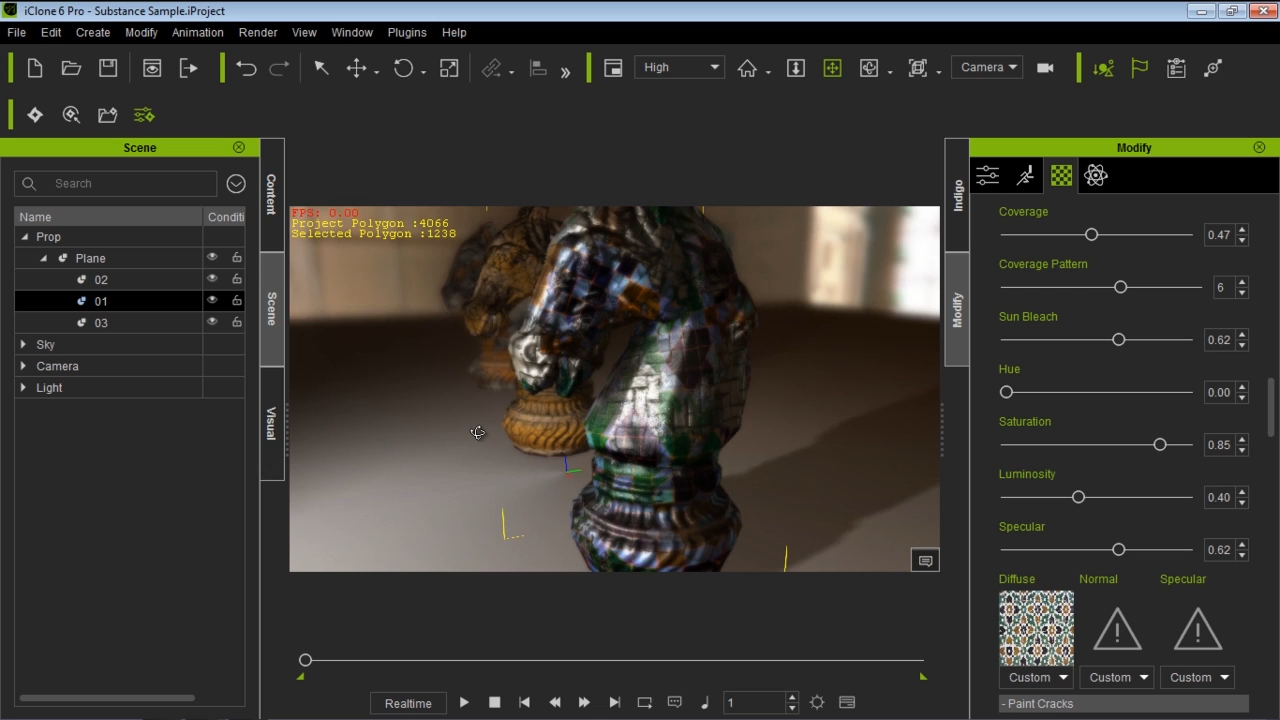 iClone 6 Pro - Substance Sample.iProject
File Edit Create Modify Animation Render View Window Plugins Help
High
Camera
Scene
Search
Name Conditi
Prop
Plane
02
01
03
Sky
Camera
Light
Content
Scene
Visual
FPS: 0.00
Project Polygon :4066
Selected Polygon :1238
Realtime
1
Indigo
Modify
Modify
Coverage
0.47
Coverage Pattern
6
Sun Bleach
0.62
Hue
0.00
Saturation
0.85
Luminosity
0.40
Specular
0.62
Diffuse Normal Specular
Custom Custom Custom
- Paint Cracks